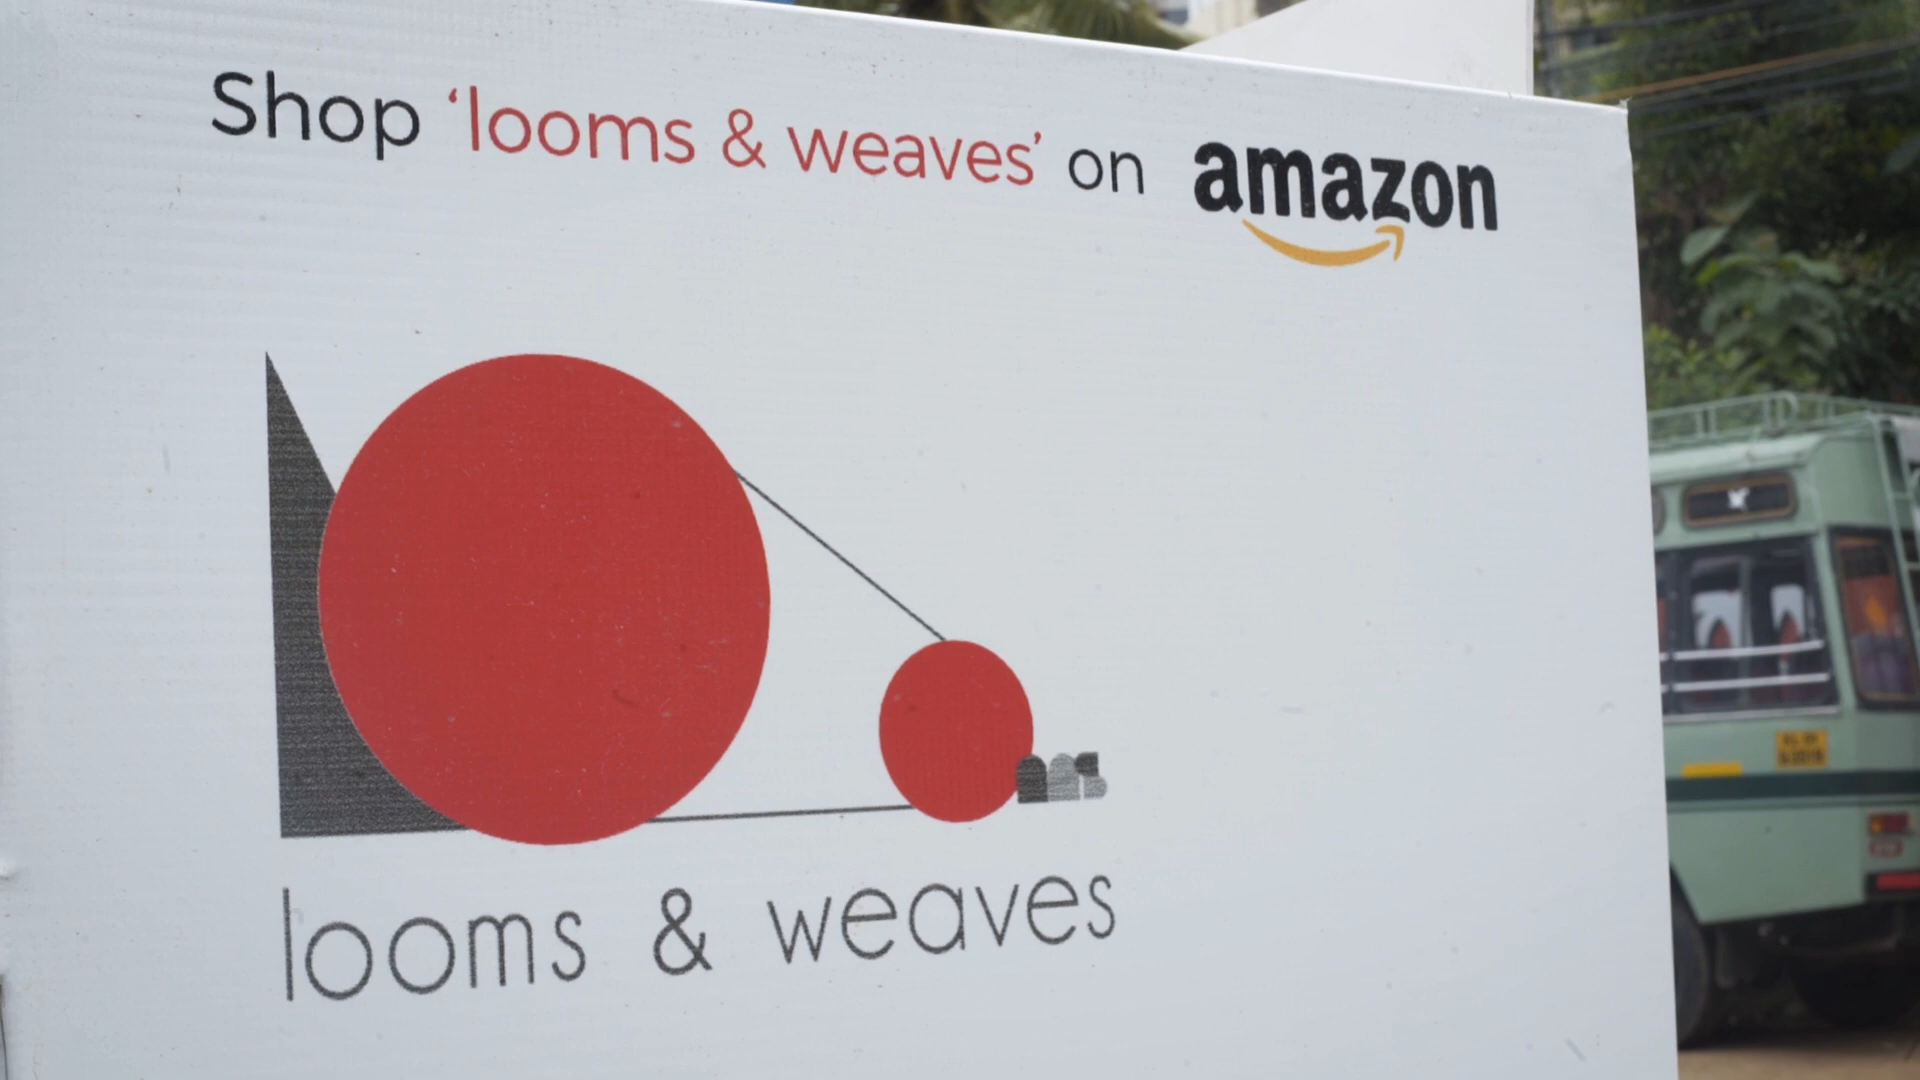 Shop ‘looms & weaves’ on amazon
looms & weaves